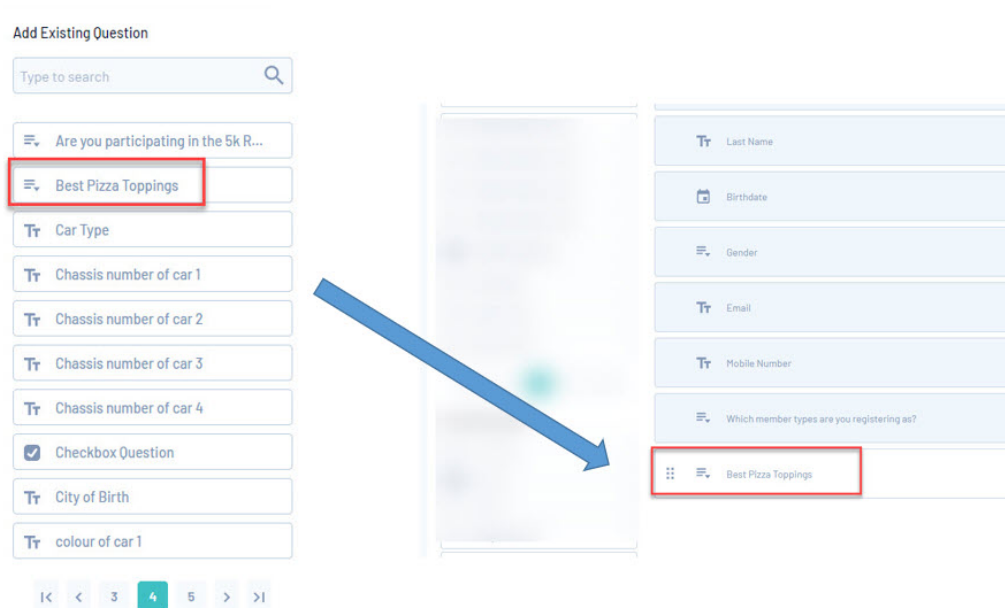 Add Existing Question
Type to search
Are you participating in the 5k R...
Best Pizza Toppings
Car Type
Chassis number of car 1
Chassis number of car 2
Chassis number of car 3
Chassis number of car 4
Checkbox Question
City of Birth
colour of car 1
3 4 5
Last Name
Birthdate
Gender
Email
Mobile Number
Which member types are you registering as?
Best Pizza Toppings